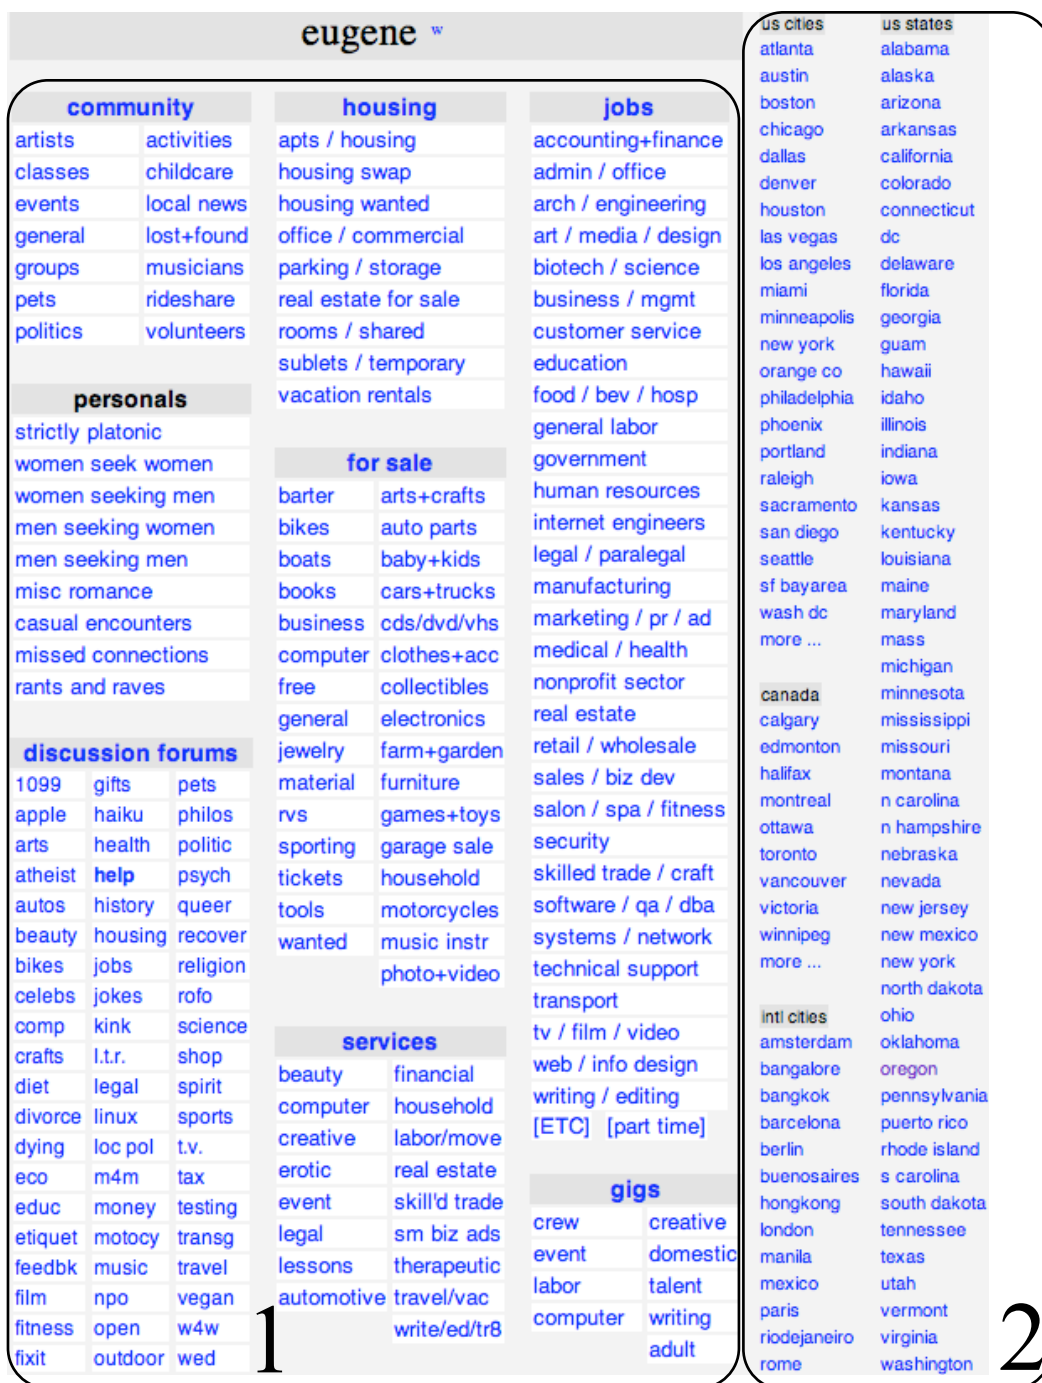 eugene w
community
artists activities
classes childcare
events local news
general lost+found
groups musicians
pets rideshare
politics volunteers
personals
strictly platonic
women seek women
women seeking men
men seeking women
men seeking men
misc romance
casual encounters
missed connections
rants and raves
discussion forums
1099 gifts pets
apple haiku philos
arts health politic
atheist help psych
autos history queer
beauty housing recover
bikes jobs religion
celebs jokes rofo
comp kink science
crafts l.t.r. shop
diet legal spirit
divorce linux sports
dying loc pol t.v.
eco m4m tax
educ money testing
etiquet motocy transg
feedbk music travel
film npo vegan
fitness open w4w
fixit outdoor wed
housing
apts / housing
housing swap
housing wanted
office / commercial
parking / storage
real estate for sale
rooms / shared
sublets / temporary
vacation rentals
for sale
barter arts+crafts
bikes auto parts
boats baby+kids
books cars+trucks
business cds/dvd/vhs
computer clothes+acc
free collectibles
general electronics
jewelry farm+garden
material furniture
rvs games+toys
sporting garage sale
tickets household
tools motorcycles
wanted music instr
photo+video
services
beauty financial
computer household
creative labor/move
erotic real estate
event skill'd trade
legal sm biz ads
lessons therapeutic
automotive travel/vac
write/ed/tr8
1
jobs
accounting+finance
admin / office
arch / engineering
art / media / design
biotech / science
business / mgmt
customer service
education
food / bev / hosp
general labor
government
human resources
internet engineers
legal / paralegal
manufacturing
marketing / pr / ad
medical / health
nonprofit sector
real estate
retail / wholesale
sales / biz dev
salon / spa / fitness
security
skilled trade / craft
software / qa / dba
systems / network
technical support
transport
tv / film / video
web / info design
writing / editing
[ETC] [part time]
gigs
crew creative
event domestic
labor talent
computer writing
adult
us cities
atlanta
austin
boston
chicago
dallas
denver
houston
las vegas
los angeles
miami
minneapolis
new york
orange co
philadelphia
phoenix
portland
raleigh
sacramento
san diego
seattle
sf bayarea
wash dc
more ...
canada
calgary
edmonton
halifax
montreal
ottawa
toronto
vancouver
victoria
winnipeg
more ...
intl cities
amsterdam
bangalore
bangkok
barcelona
berlin
buenosaires
hongkong
london
manila
mexico
paris
riodejaneiro
rome
us states
alabama
alaska
arizona
arkansas
california
colorado
connecticut
dc
delaware
florida
georgia
guam
hawaii
idaho
illinois
indiana
iowa
kansas
kentucky
louisiana
maine
maryland
mass
michigan
minnesota
mississippi
missouri
montana
n carolina
n hampshire
nebraska
nevada
new jersey
new mexico
new york
north dakota
ohio
oklahoma
oregon
pennsylvania
puerto rico
rhode island
s carolina
south dakota
tennessee
texas
utah
vermont
virginia
washington
2